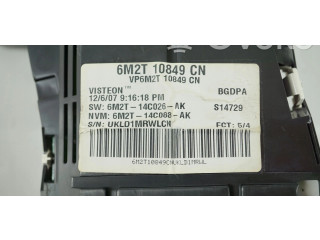 6M2T 10849 CN
VP6M2T 10849 CN
VISTEON™ BGDPA
12/6/07 9:16:18 PM
SW: 6M2T-14C026-AK S14729
NVM: 6M2T-14C088-AK
S/N: UKLD1MRWLCN FCT: 5/4